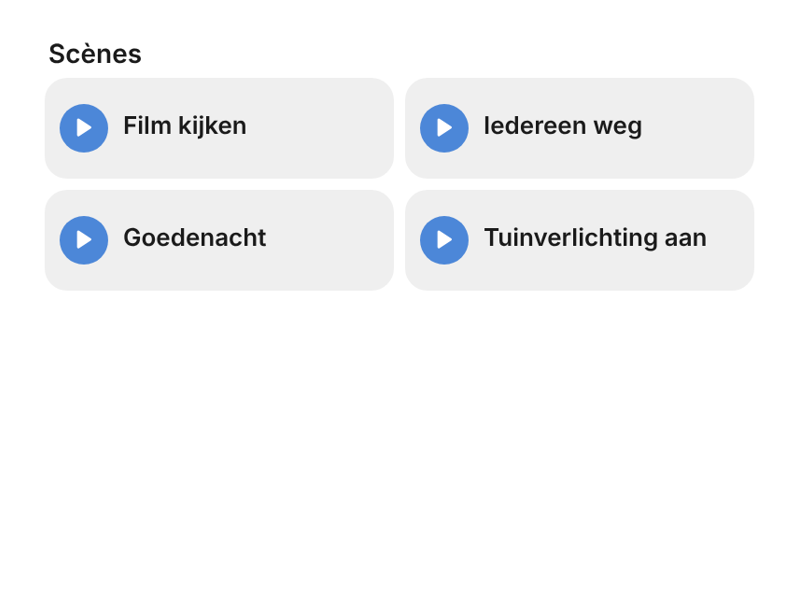 Scènes
Film kijken
Iedereen weg
Goedenacht
Tuinverlichting aan